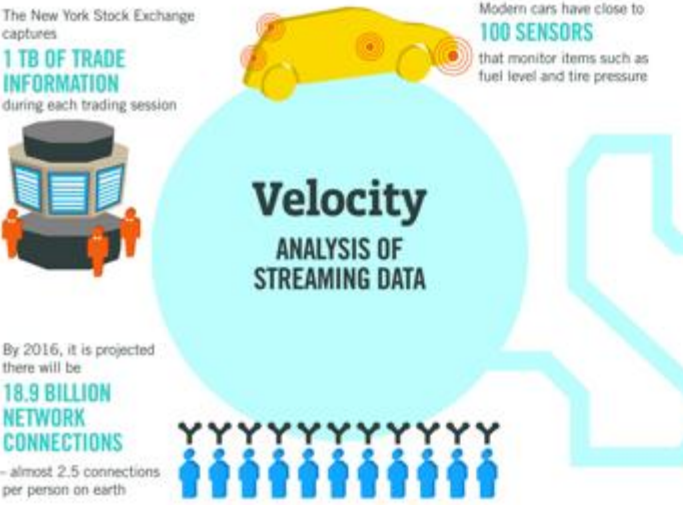 The New York Stock Exchange
captures
1 TB OF TRADE
INFORMATION
during each trading session
Modern cars have close to
100 SENSORS
that monitor items such as
fuel level and tire pressure
Velocity
ANALYSIS OF
STREAMING DATA
By 2016, it is projected
there will be
18.9 BILLION
NETWORK
CONNECTIONS
– almost 2.5 connections
per person on earth